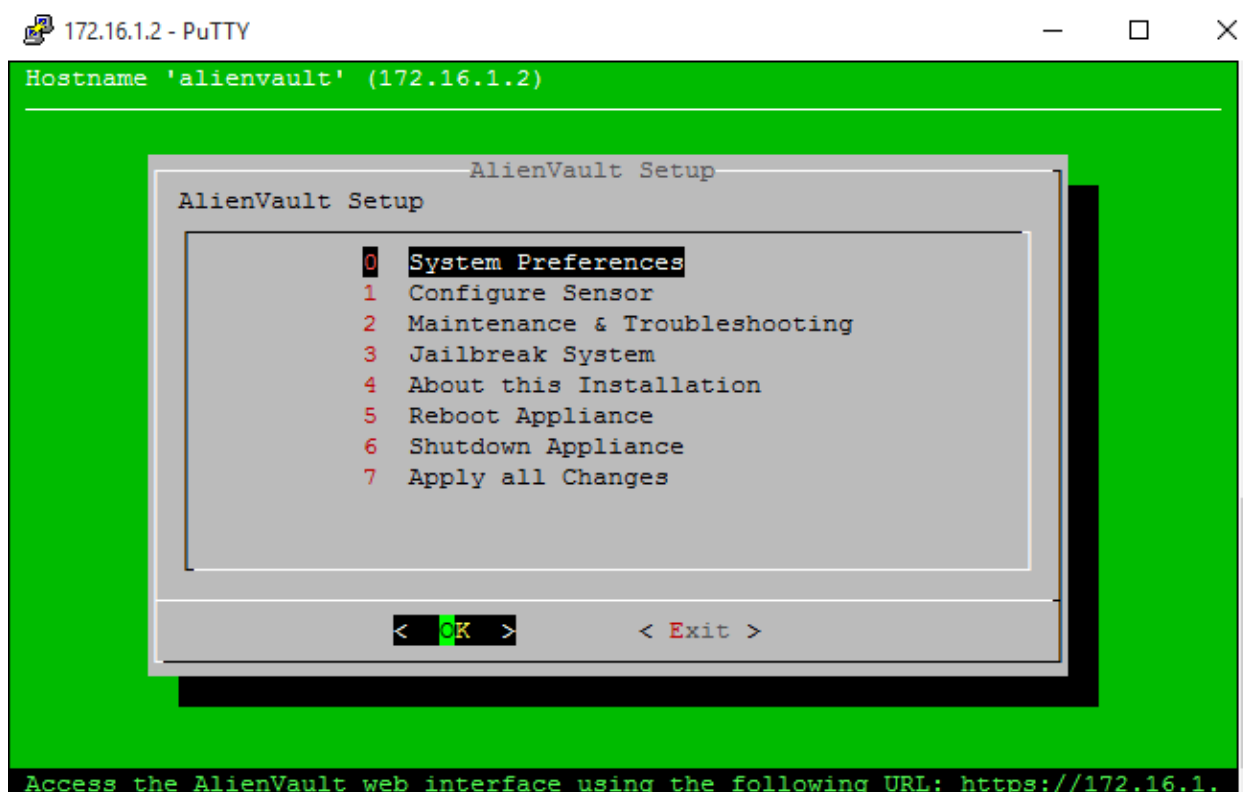 172.16.1.2 - PuTTY
Hostname 'alienvault' (172.16.1.2)
AlienVault Setup
AlienVault Setup
0 System Preferences
1 Configure Sensor
2 Maintenance & Troubleshooting
3 Jailbreak System
4 About this Installation
5 Reboot Appliance
6 Shutdown Appliance
7 Apply all Changes
< OK > < Exit >
Access the AlienVault web interface using the following URL: https://172.16.1.